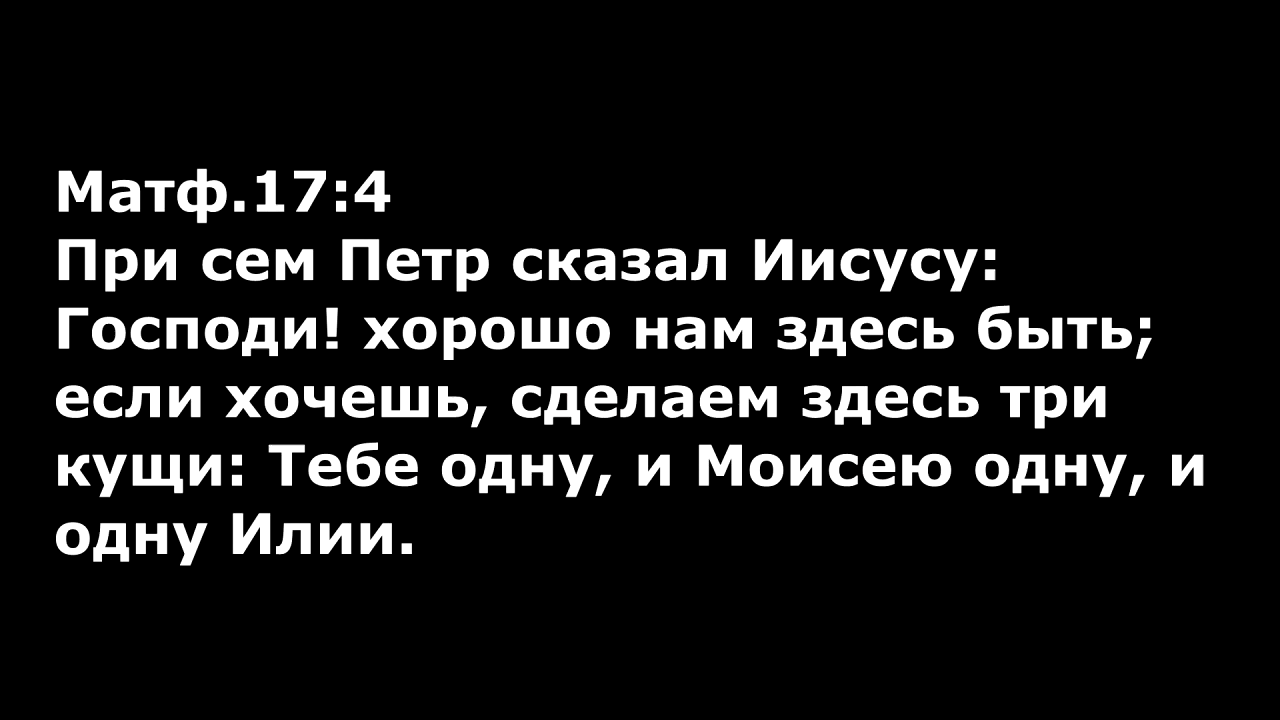 Матф.17:4
При сем Петр сказал Иисусу:
Господи! хорошо нам здесь быть;
если хочешь, сделаем здесь три
кущи: Тебе одну, и Моисею одну, и
одну Илии.